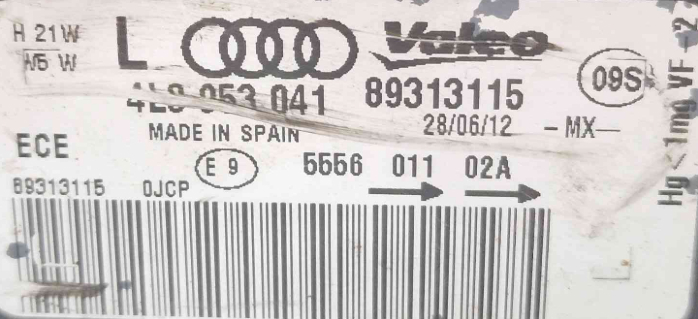 H 21W L Valeo
W5 W 09S
4L0 953 041 89313115
MADE IN SPAIN 28/06/12 -MX-
ECE E 9 5556 011 02A
89313115 0JCP
Hg <1mg VF -2